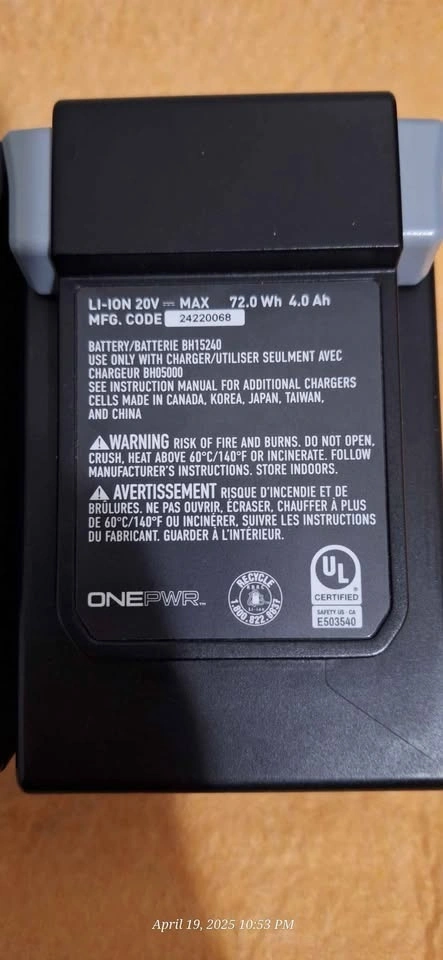 LI-ION 20V ⎓ MAX 72.0 Wh 4.0 Ah
MFG. CODE 24220068
BATTERY/BATTERIE BH15240
USE ONLY WITH CHARGER/UTILISER SEULMENT AVEC
CHARGEUR BH05000
SEE INSTRUCTION MANUAL FOR ADDITIONAL CHARGERS
CELLS MADE IN CANADA, KOREA, JAPAN, TAIWAN,
AND CHINA
⚠WARNING RISK OF FIRE AND BURNS. DO NOT OPEN,
CRUSH, HEAT ABOVE 60°C/140°F OR INCINERATE. FOLLOW
MANUFACTURER'S INSTRUCTIONS. STORE INDOORS.
⚠ AVERTISSEMENT RISQUE D'INCENDIE ET DE
BRÛLURES. NE PAS OUVRIR, ÉCRASER, CHAUFFER À PLUS
DE 60°C/140°F OU INCINÉRER, SUIVRE LES INSTRUCTIONS
DU FABRICANT. GUARDER À L'INTÉRIEUR.
ONEPWR™
RECYCLE
RBRC
Li-ion
1.800.822.8837
UL
CERTIFIED
SAFETY US - CA
E503540
April 19, 2025 10:53 PM